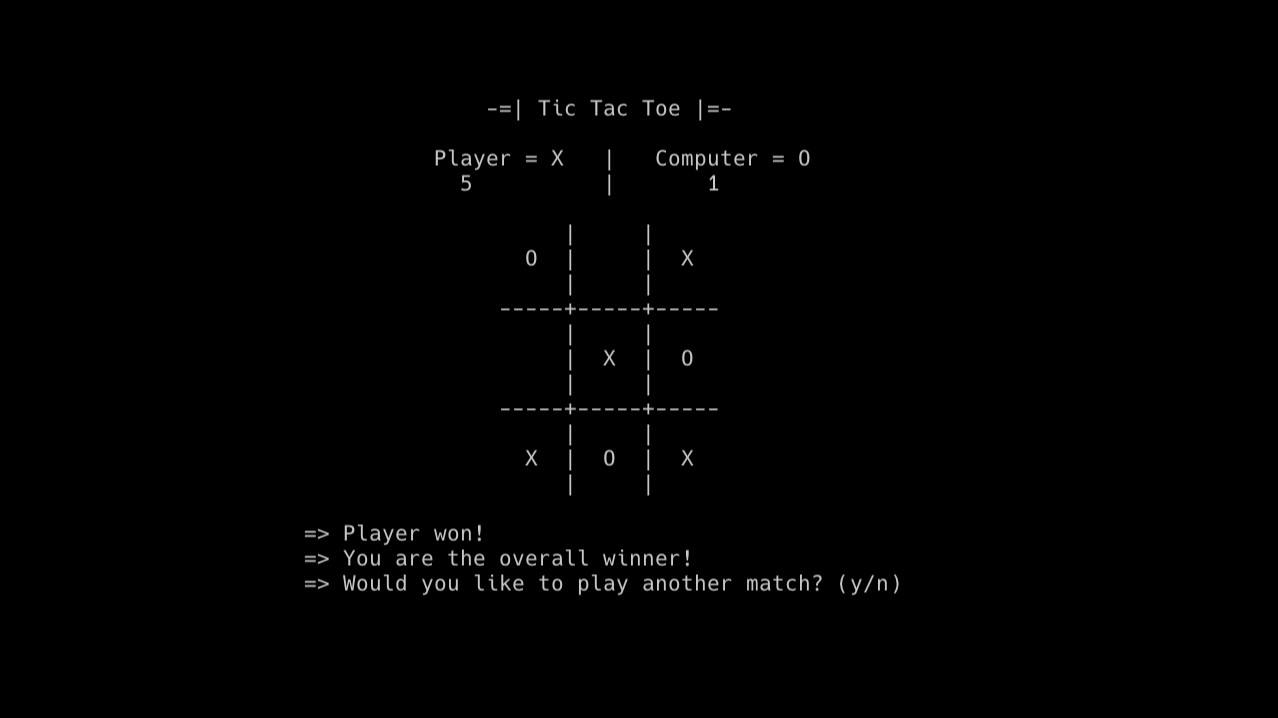 -=| Tic Tac Toe |=-
Player = X | Computer = O
5 | 1
| |
O | | X
| |
-----+-----+-----
| |
| X | O
| |
-----+-----+-----
| |
X | O | X
| |
=> Player won!
=> You are the overall winner!
=> Would you like to play another match? (y/n)